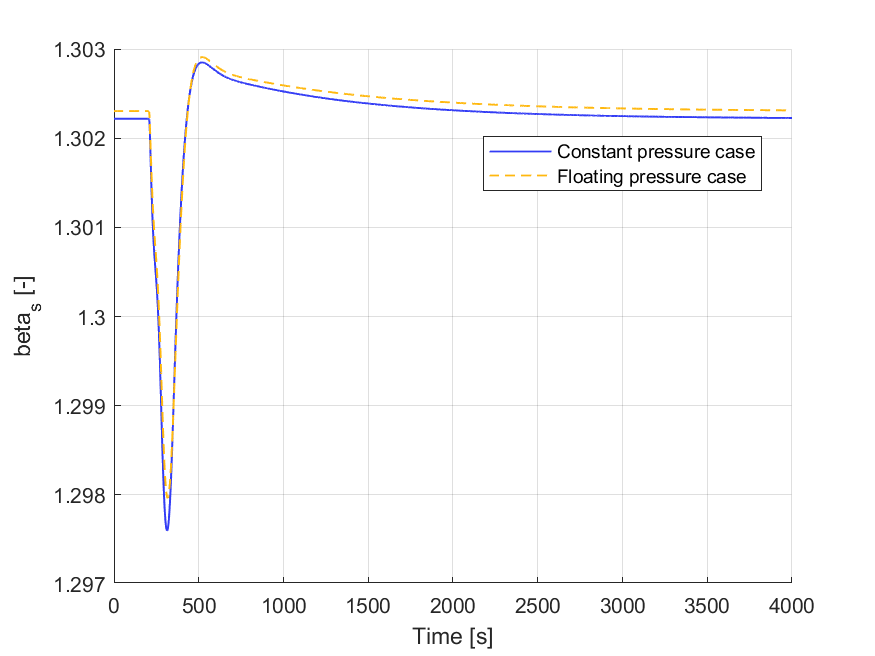 1.303
1.302
1.301
1.3
1.299
1.298
1.297
beta_s [-]
Constant pressure case
Floating pressure case
0 500 1000 1500 2000 2500 3000 3500 4000
Time [s]